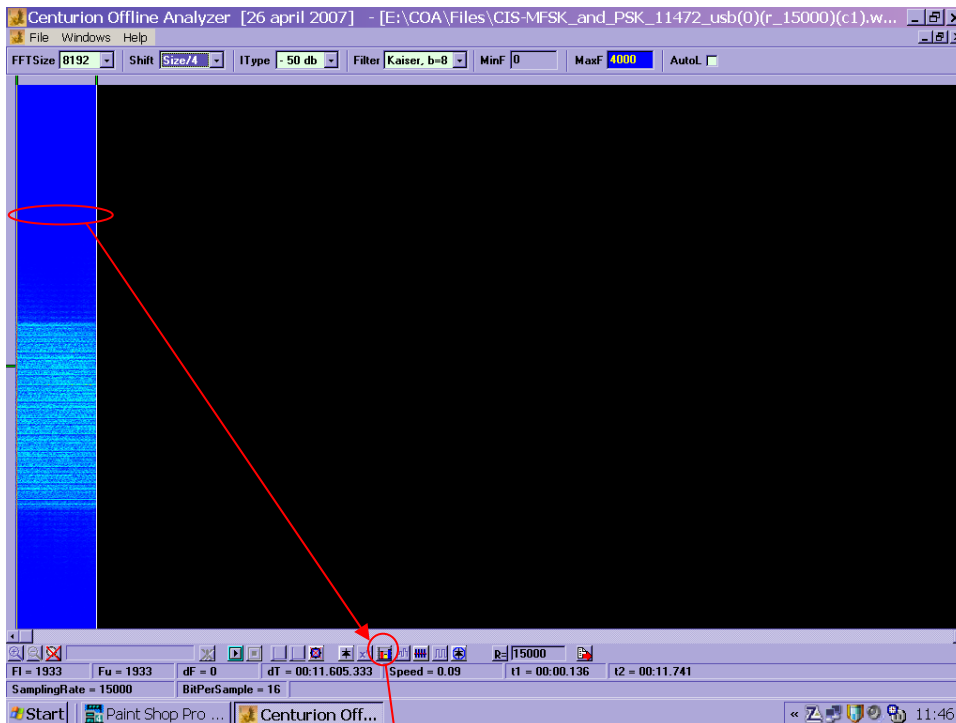 Centurion Offline Analyzer [26 april 2007] - [E:\COA\Files\CIS-MFSK_and_PSK_11472_usb(0)(r_15000)(c1).w...
File Windows Help
FFTSize 8192 Shift Size/4 IType - 50 db Filter Kaiser, b=8 MinF 0 MaxF 4000 AutoL
R= 15000
Fl = 1933 Fu = 1933 dF = 0 dT = 00:11.605.333 Speed = 0.09 t1 = 00:00.136 t2 = 00:11.741
SamplingRate = 15000 BitPerSample = 16
Start Paint Shop Pro ... Centurion Off... « 11:46